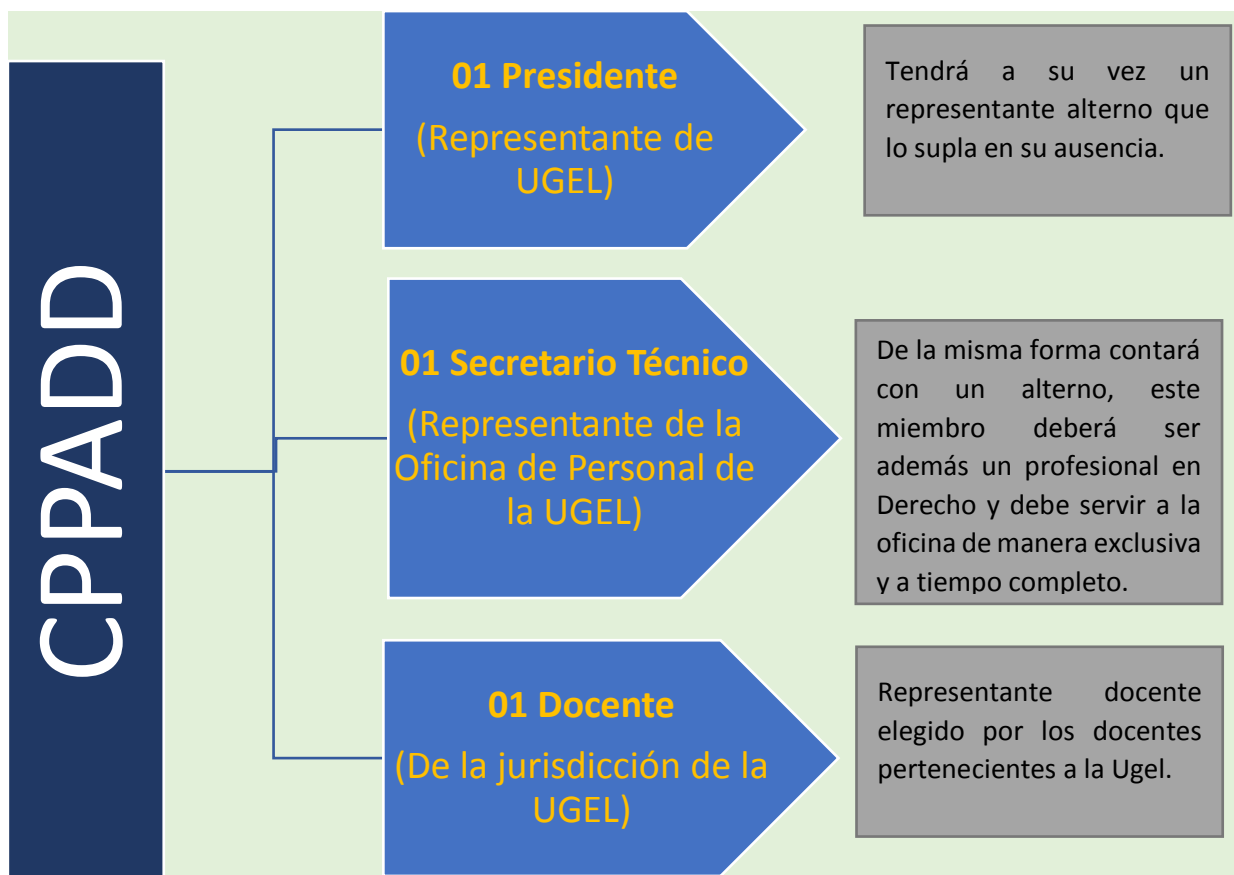 CPPADD
01 Presidente
(Representante de
UGEL)
Tendrá a su vez un
representante alterno que
lo supla en su ausencia.
01 Secretario Técnico
(Representante de la
Oficina de Personal de
la UGEL)
De la misma forma contará
con un alterno, este
miembro deberá ser
además un profesional en
Derecho y debe servir a la
oficina de manera exclusiva
y a tiempo completo.
01 Docente
(De la jurisdicción de la
UGEL)
Representante docente
elegido por los docentes
pertenecientes a la Ugel.